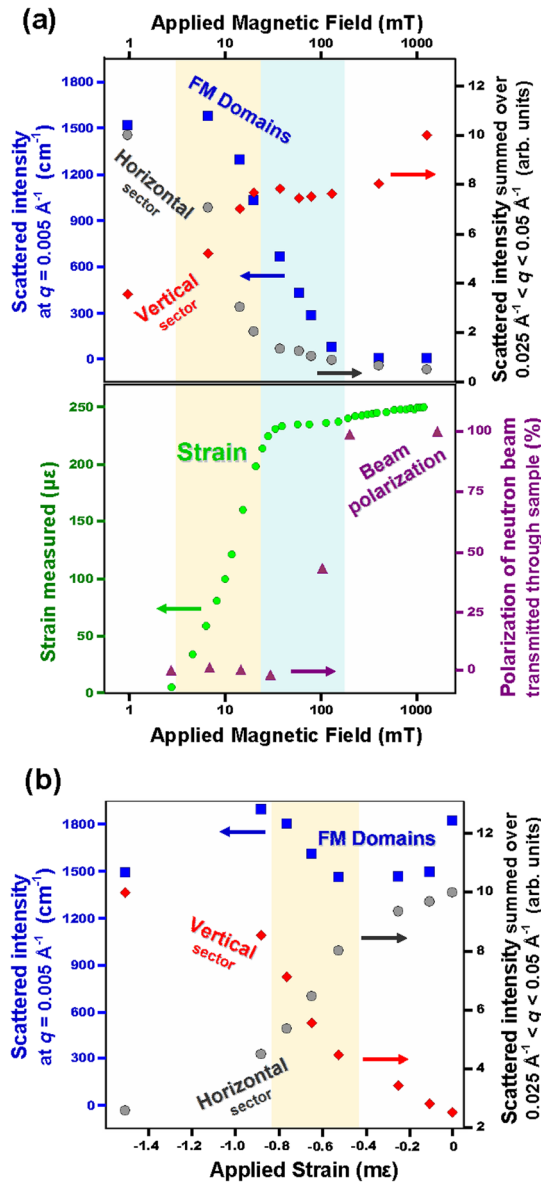 (a)
Applied Magnetic Field (mT)
1 10 100 1000
Scattered intensity
at q = 0.005 Å⁻¹ (cm⁻¹)
1800
1500
1200
900
600
300
0
FM Domains
Horizontal
sector
Vertical
sector
12
10
8
6
4
2
0
Scattered intensity summed over
0.025 Å⁻¹ < q < 0.05 Å⁻¹ (arb. units)
Strain measured (µε)
250
200
150
100
50
0
Strain
Beam
polarization
100
75
50
25
0
Polarization of neutron beam
transmitted through sample (%)
1 10 100 1000
Applied Magnetic Field (mT)
(b)
Scattered intensity
at q = 0.005 Å⁻¹ (cm⁻¹)
1800
1500
1200
900
600
300
0
FM Domains
Vertical
sector
Horizontal
sector
12
10
8
6
4
2
Scattered intensity summed over
0.025 Å⁻¹ < q < 0.05 Å⁻¹ (arb. units)
-1.4 -1.2 -1.0 -0.8 -0.6 -0.4 -0.2 0
Applied Strain (mε)